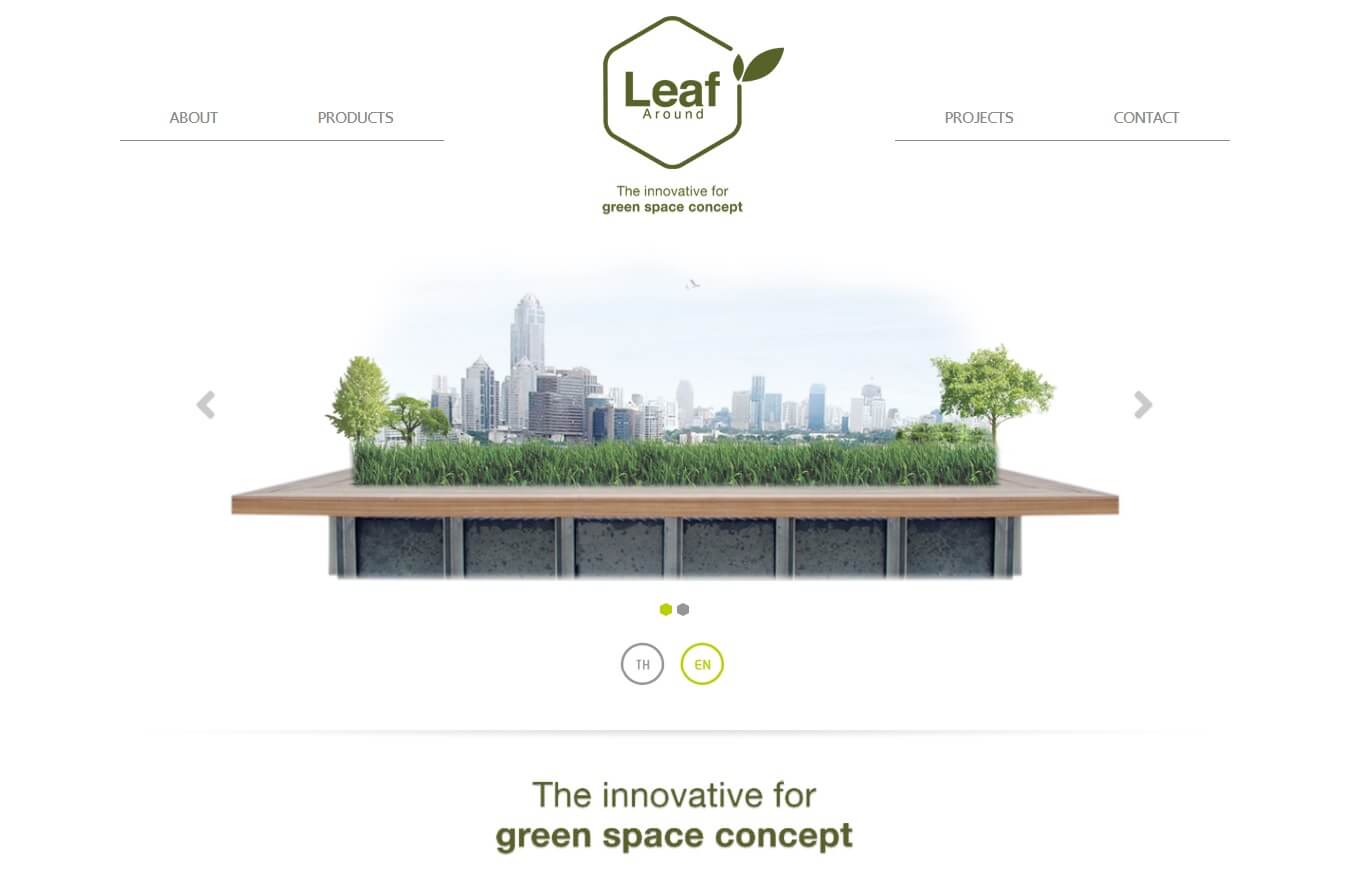 ABOUT
PRODUCTS
Leaf
Around
PROJECTS
CONTACT
The innovative for
green space concept
TH
EN
The innovative for
green space concept